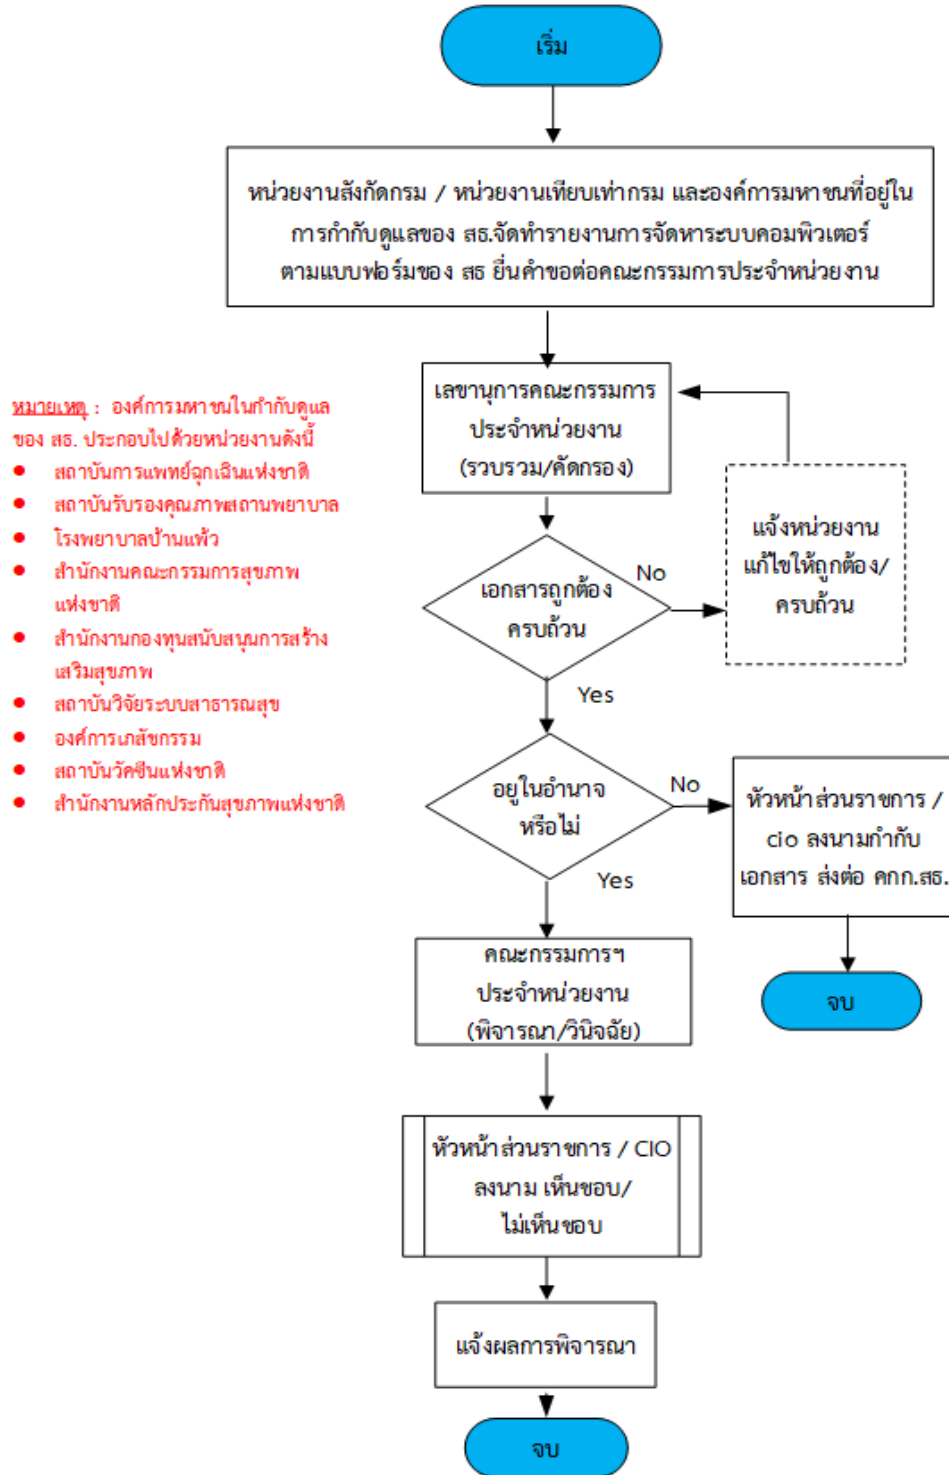 เริ่ม
หน่วยงานสังกัดกรม / หน่วยงานเทียบเท่ากรม และองค์การมหาชนที่อยู่ใน
การกำกับดูแลของ สธ.จัดทำรายงานการจัดหาระบบคอมพิวเตอร์
ตามแบบฟอร์มของ สธ ยื่นคำขอต่อคณะกรรมการประจำหน่วยงาน
เลขานุการคณะกรรมการ
ประจำหน่วยงาน
(รวบรวม/คัดกรอง)
หมายเหตุ : องค์การมหาชนในกำกับดูแล
ของ สธ. ประกอบไปด้วยหน่วยงานดังนี้
● สถาบันการแพทย์ฉุกเฉินแห่งชาติ
● สถาบันรับรองคุณภาพสถานพยาบาล
● โรงพยาบาลบ้านแพ้ว
● สำนักงานคณะกรรมการสุขภาพ
แห่งชาติ
● สำนักงานกองทุนสนับสนุนการสร้าง
เสริมสุขภาพ
● สถาบันวิจัยระบบสาธารณสุข
● องค์การเภสัชกรรม
● สถาบันวัคซีนแห่งชาติ
● สำนักงานหลักประกันสุขภาพแห่งชาติ
เอกสารถูกต้อง
ครบถ้วน
No
แจ้งหน่วยงาน
แก้ไขให้ถูกต้อง/
ครบถ้วน
Yes
อยู่ในอำนาจ
หรือไม่
No
หัวหน้าส่วนราชการ /
cio ลงนามกำกับ
เอกสาร ส่งต่อ คกก.สธ.
จบ
Yes
คณะกรรมการฯ
ประจำหน่วยงาน
(พิจารณา/วินิจฉัย)
หัวหน้าส่วนราชการ / CIO
ลงนาม เห็นชอบ/
ไม่เห็นชอบ
แจ้งผลการพิจารณา
จบ